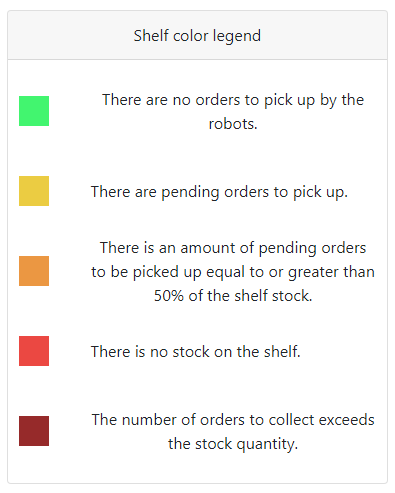 Shelf color legend
There are no orders to pick up by the
robots.
There are pending orders to pick up.
There is an amount of pending orders
to be picked up equal to or greater than
50% of the shelf stock.
There is no stock on the shelf.
The number of orders to collect exceeds
the stock quantity.